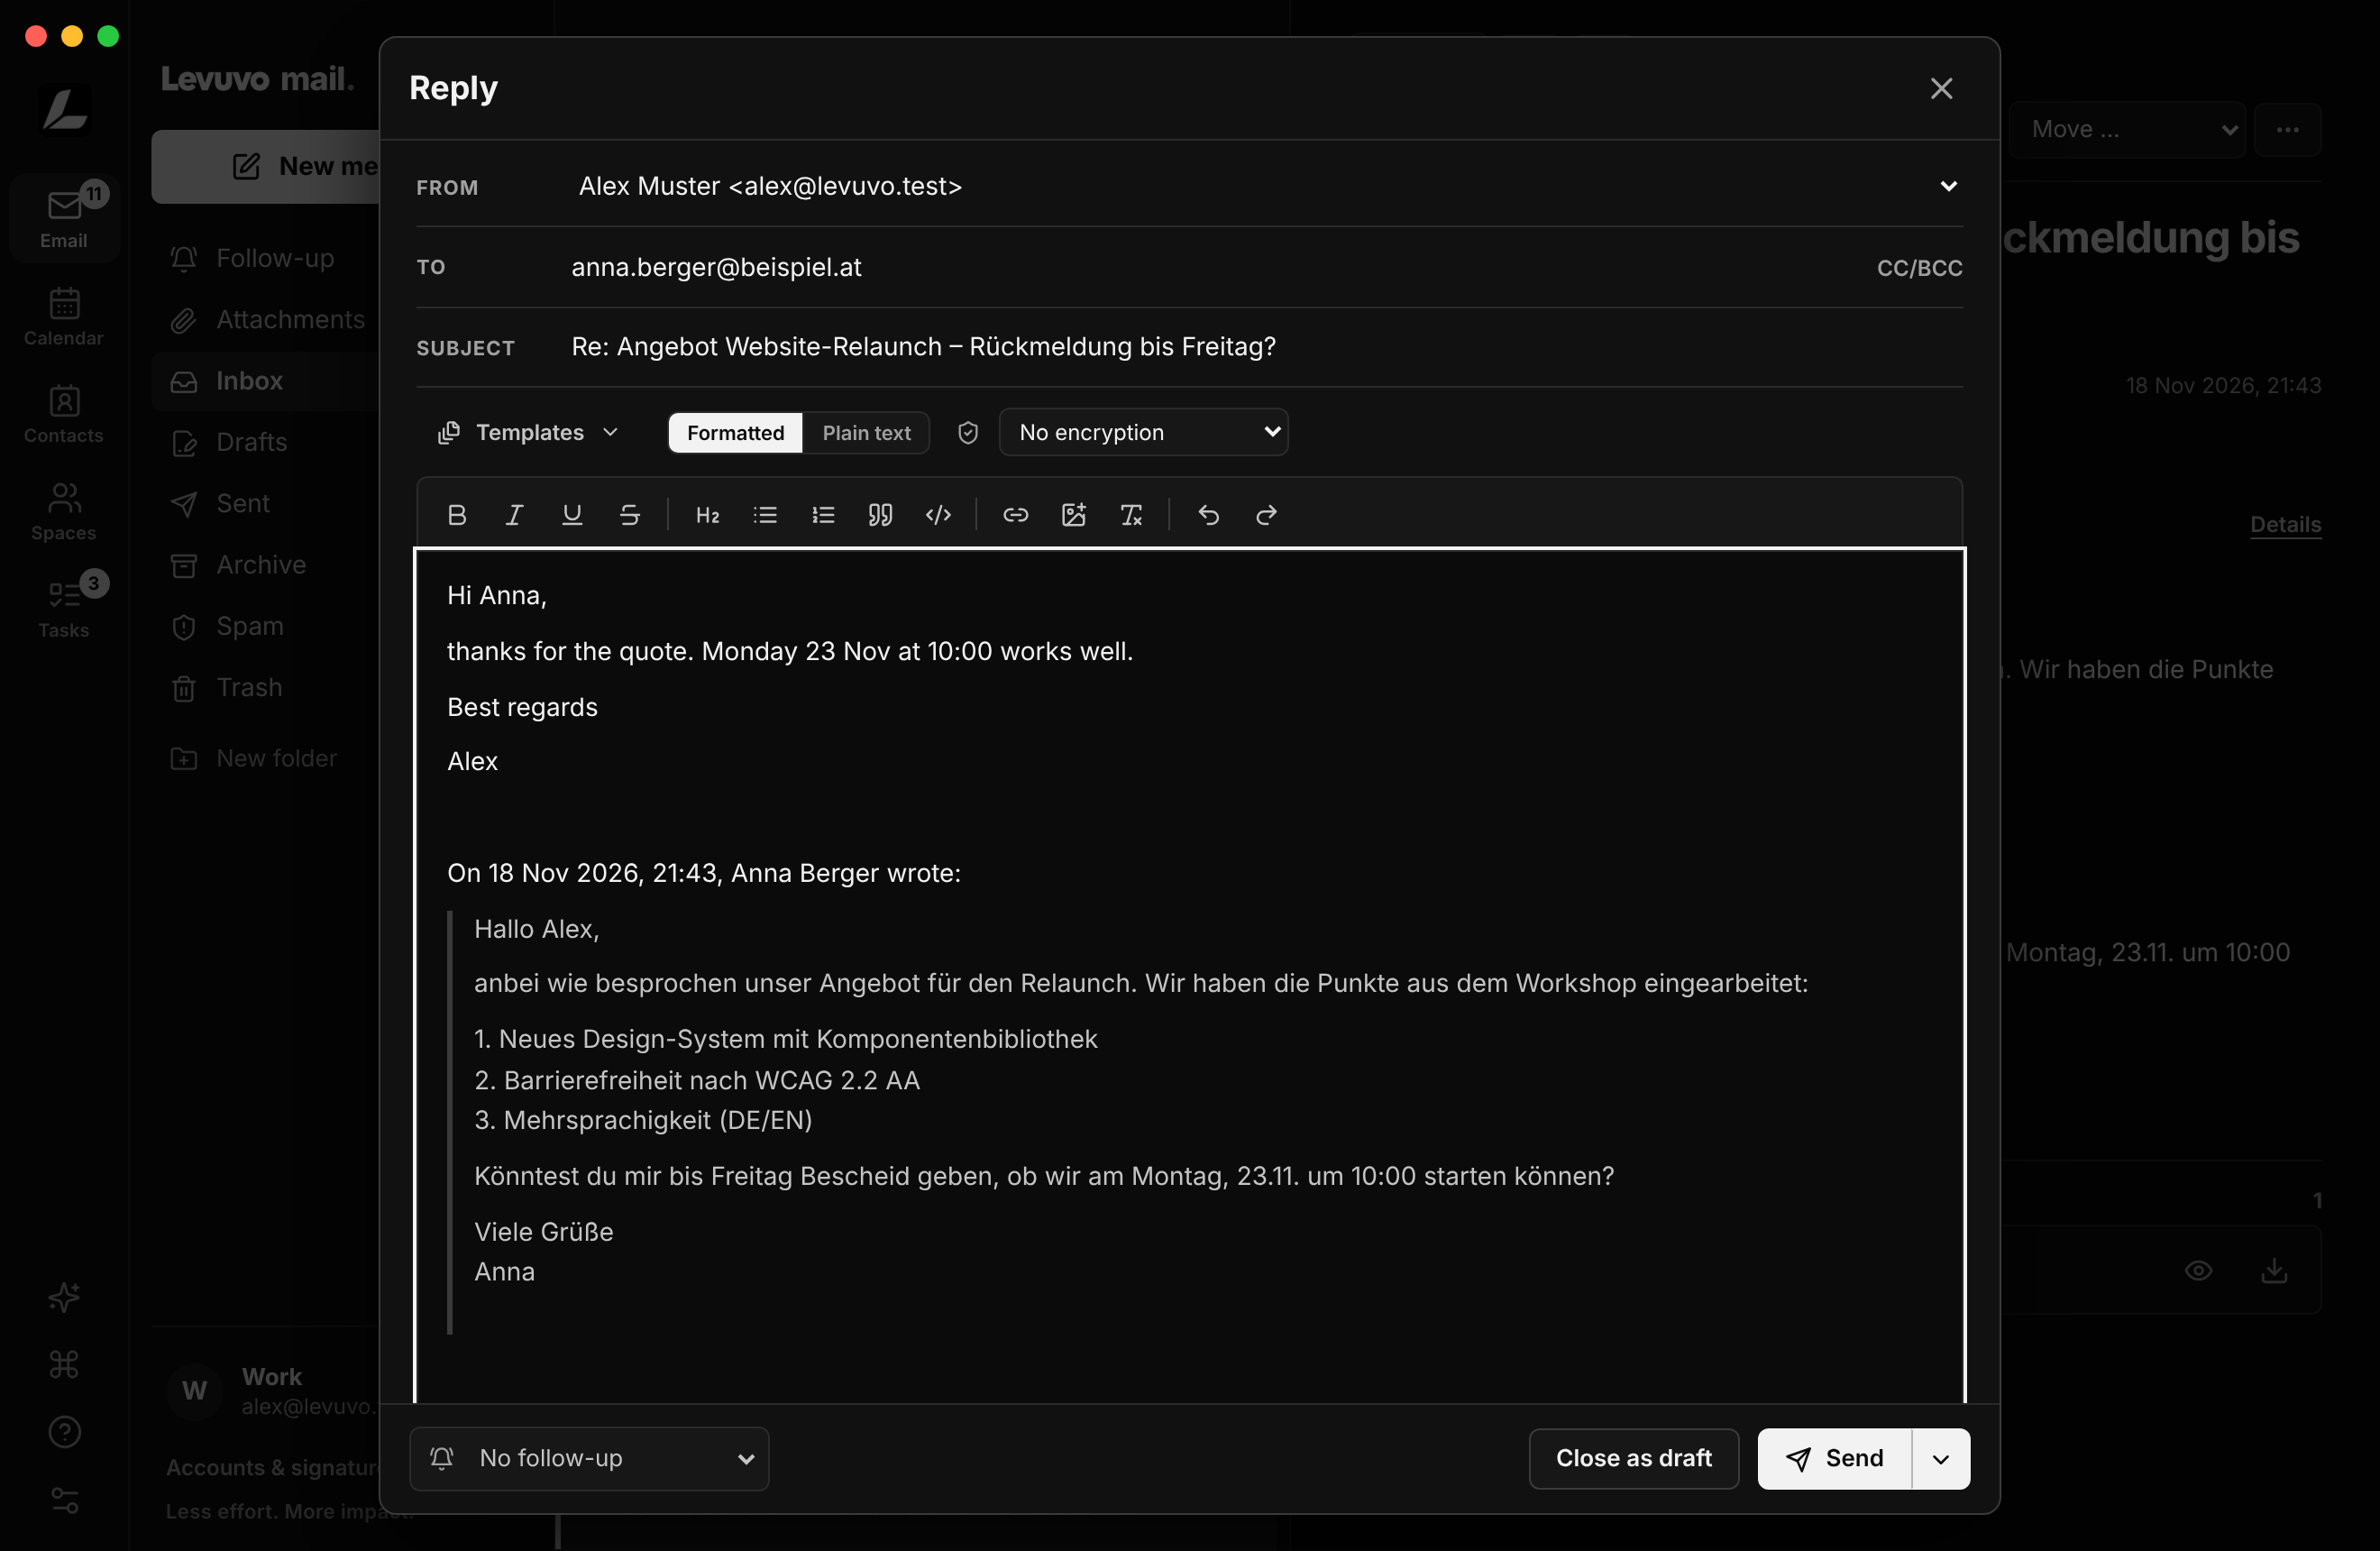 Levuvo mail.
New me
11
Email
Calendar
Contacts
Spaces
3
Tasks
Follow-up
Attachments
Inbox
Drafts
Sent
Archive
Spam
Trash
New folder
W
Work
alex@levuvo.
Accounts & signature
Less effort. More impact.
Reply
FROM
Alex Muster <alex@levuvo.test>
TO
anna.berger@beispiel.at
CC/BCC
SUBJECT
Re: Angebot Website-Relaunch – Rückmeldung bis Freitag?
Templates
Formatted
Plain text
No encryption
B I U S H2
Hi Anna,
thanks for the quote. Monday 23 Nov at 10:00 works well.
Best regards
Alex
On 18 Nov 2026, 21:43, Anna Berger wrote:
Hallo Alex,
anbei wie besprochen unser Angebot für den Relaunch. Wir haben die Punkte aus dem Workshop eingearbeitet:
1. Neues Design-System mit Komponentenbibliothek
2. Barrierefreiheit nach WCAG 2.2 AA
3. Mehrsprachigkeit (DE/EN)
Könntest du mir bis Freitag Bescheid geben, ob wir am Montag, 23.11. um 10:00 starten können?
Viele Grüße
Anna
No follow-up
Close as draft
Send
Move ...
ckmeldung bis
18 Nov 2026, 21:43
Details
. Wir haben die Punkte
Montag, 23.11. um 10:00
1